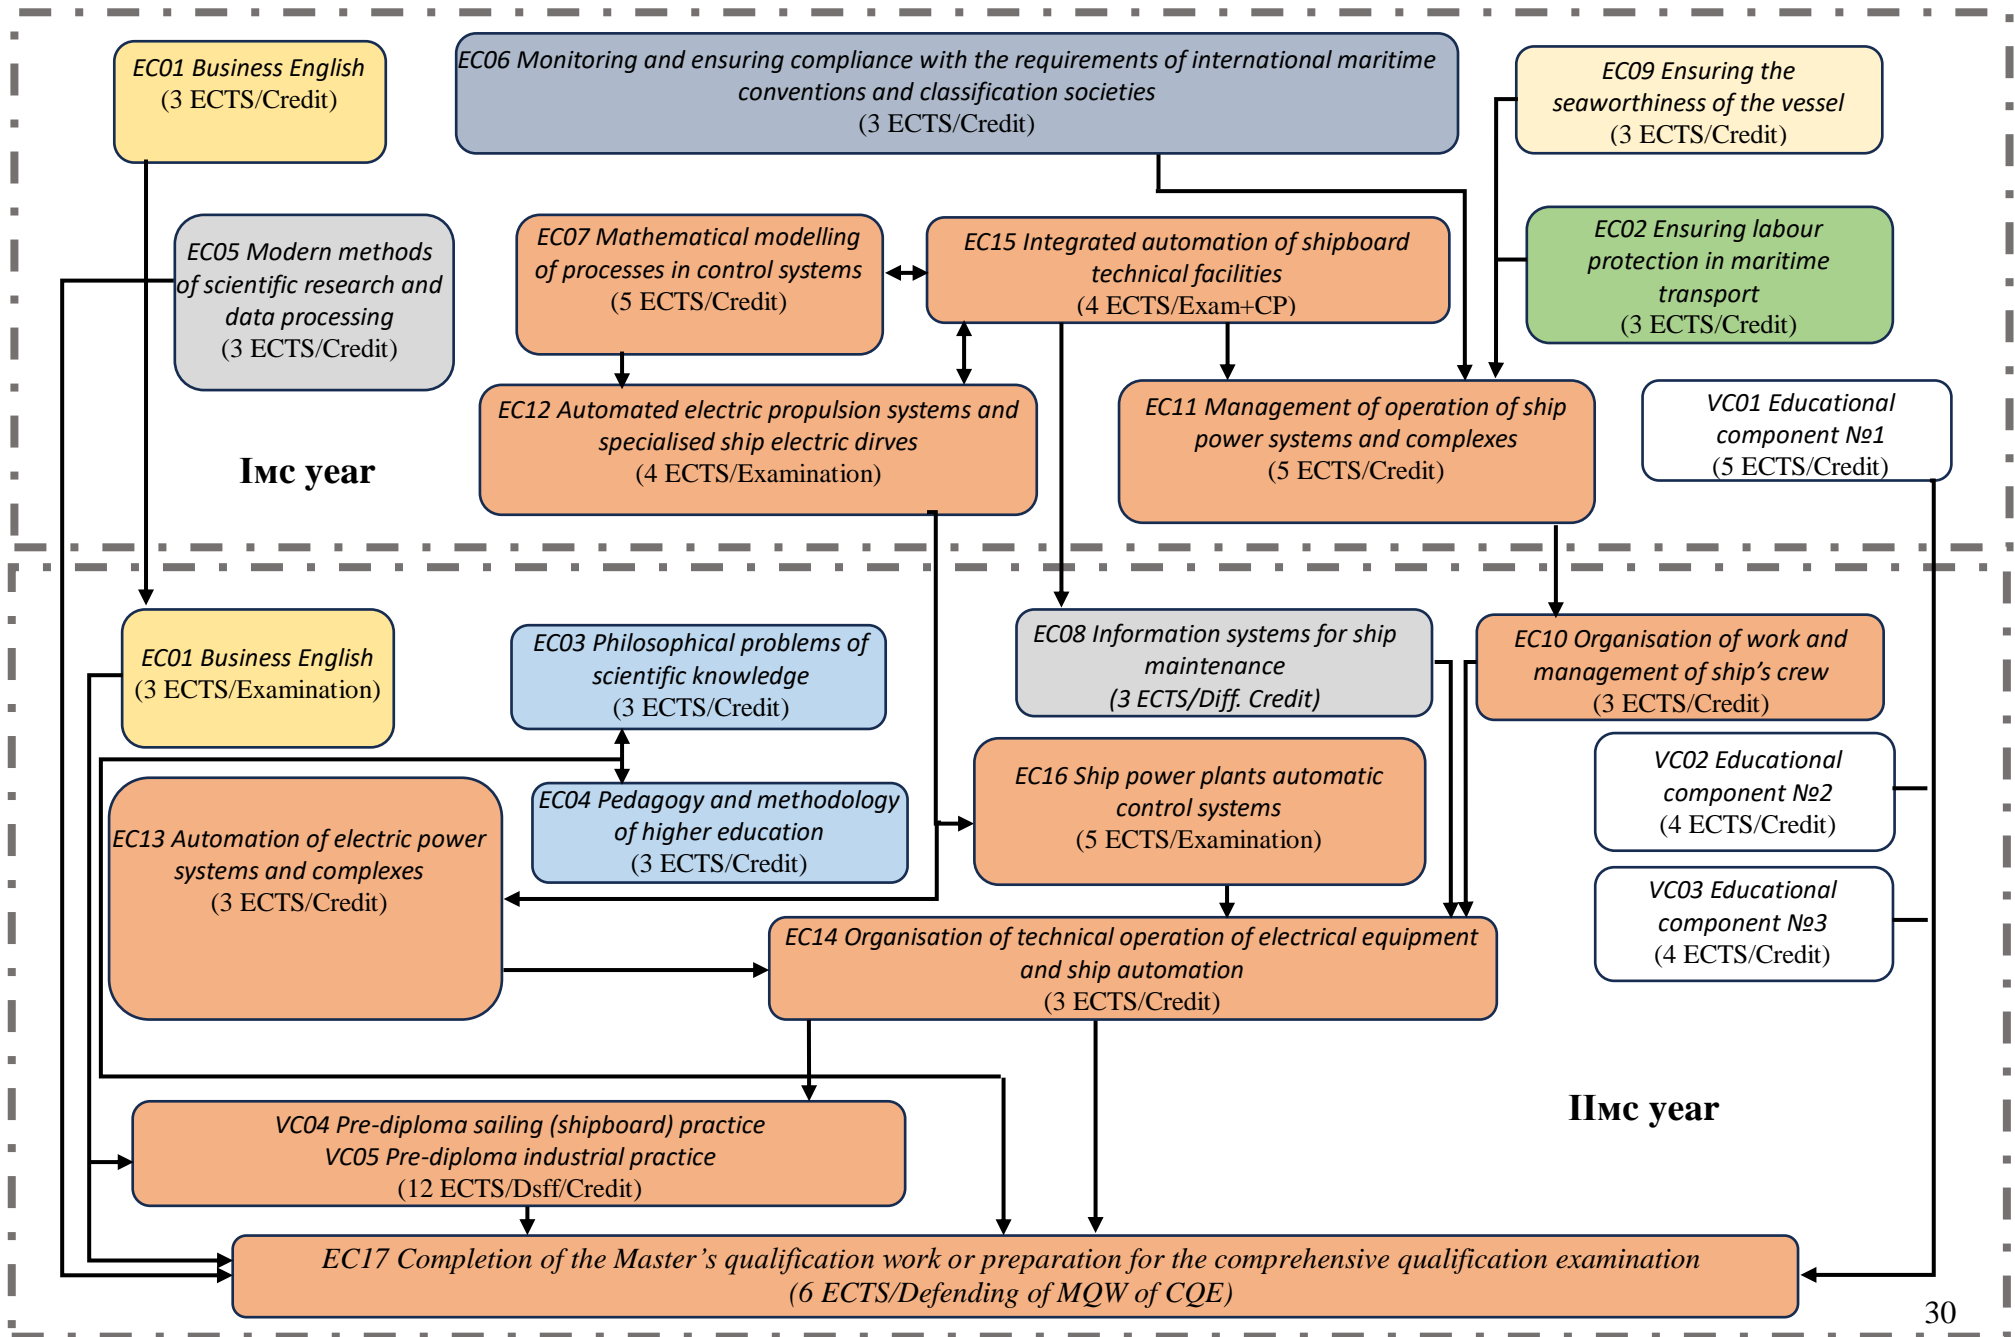 EC01 Business English
(3 ECTS/Credit)
EC06 Monitoring and ensuring compliance with the requirements of international maritime
conventions and classification societies
(3 ECTS/Credit)
EC09 Ensuring the
seaworthiness of the vessel
(3 ECTS/Credit)
EC05 Modern methods
of scientific research and
data processing
(3 ECTS/Credit)
EC07 Mathematical modelling
of processes in control systems
(5 ECTS/Credit)
EC15 Integrated automation of shipboard
technical facilities
(4 ECTS/Exam+CP)
EC02 Ensuring labour
protection in maritime
transport
(3 ECTS/Credit)
EC12 Automated electric propulsion systems and
specialised ship electric dirves
(4 ECTS/Examination)
EC11 Management of operation of ship
power systems and complexes
(5 ECTS/Credit)
VC01 Educational
component №1
(5 ECTS/Credit)
Iмс year
EC01 Business English
(3 ECTS/Examination)
EC03 Philosophical problems of
scientific knowledge
(3 ECTS/Credit)
EC08 Information systems for ship
maintenance
(3 ECTS/Diff. Credit)
EC10 Organisation of work and
management of ship's crew
(3 ECTS/Credit)
EC04 Pedagogy and methodology
of higher education
(3 ECTS/Credit)
EC16 Ship power plants automatic
control systems
(5 ECTS/Examination)
VC02 Educational
component №2
(4 ECTS/Credit)
EC13 Automation of electric power
systems and complexes
(3 ECTS/Credit)
VC03 Educational
component №3
(4 ECTS/Credit)
EC14 Organisation of technical operation of electrical equipment
and ship automation
(3 ECTS/Credit)
IIмс year
VC04 Pre-diploma sailing (shipboard) practice
VC05 Pre-diploma industrial practice
(12 ECTS/Dsff/Credit)
EC17 Completion of the Master's qualification work or preparation for the comprehensive qualification examination
(6 ECTS/Defending of MQW of CQE)
30